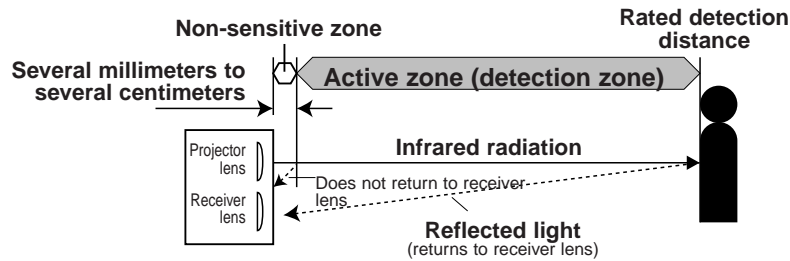 Non-sensitive zone
Rated detection
distance
Several millimeters to
several centimeters
Active zone (detection zone)
Infrared radiation
Projector
lens
Does not return to receiver
lens
Receiver
lens
Reflected light
(returns to receiver lens)